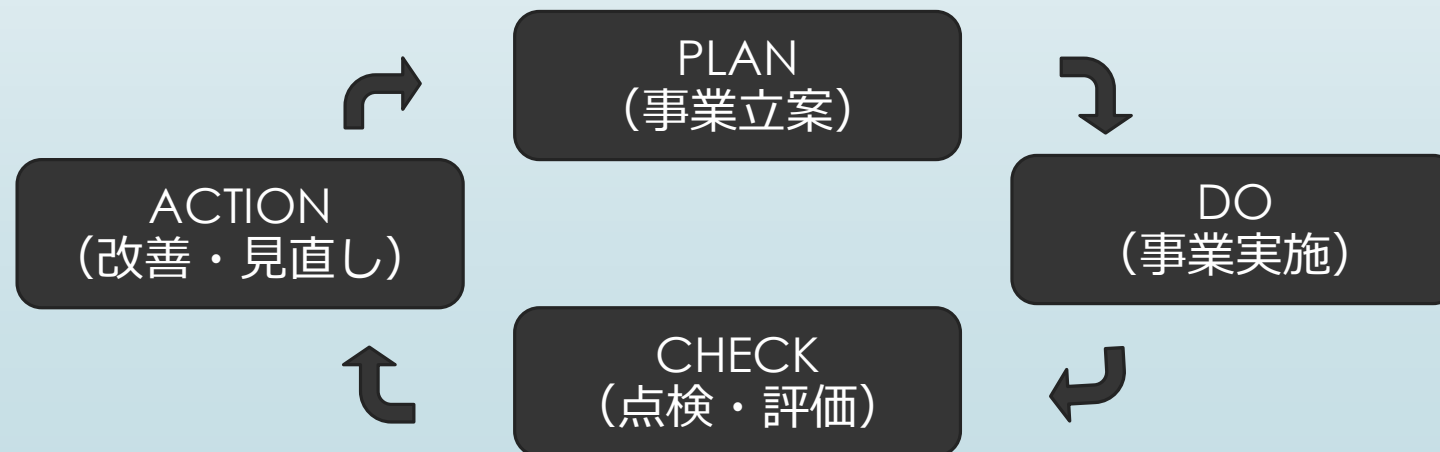 PLAN
（事業立案）
DO
（事業実施）
CHECK
（点検・評価）
ACTION
（改善・見直し）